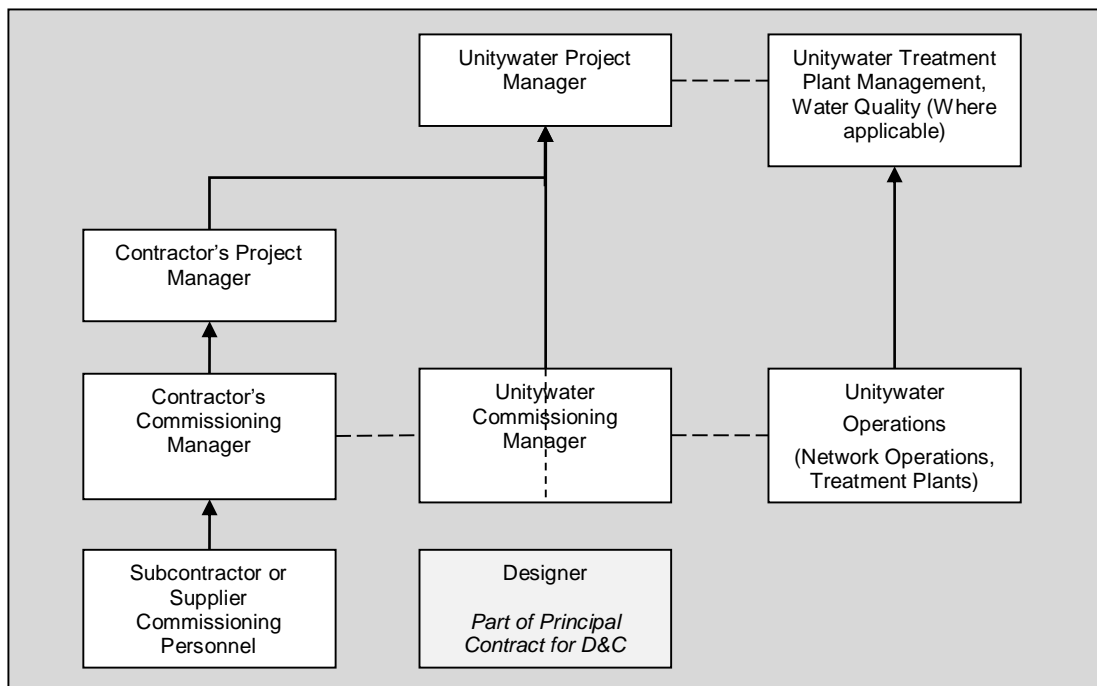 Unitywater Project
Manager
Unitywater Treatment
Plant Management,
Water Quality (Where
applicable)
Contractor's Project
Manager
Contractor's
Commissioning
Manager
Unitywater
Commissioning
Manager
Unitywater
Operations
(Network Operations,
Treatment Plants)
Subcontractor or
Supplier
Commissioning
Personnel
Designer
Part of Principal
Contract for D&C